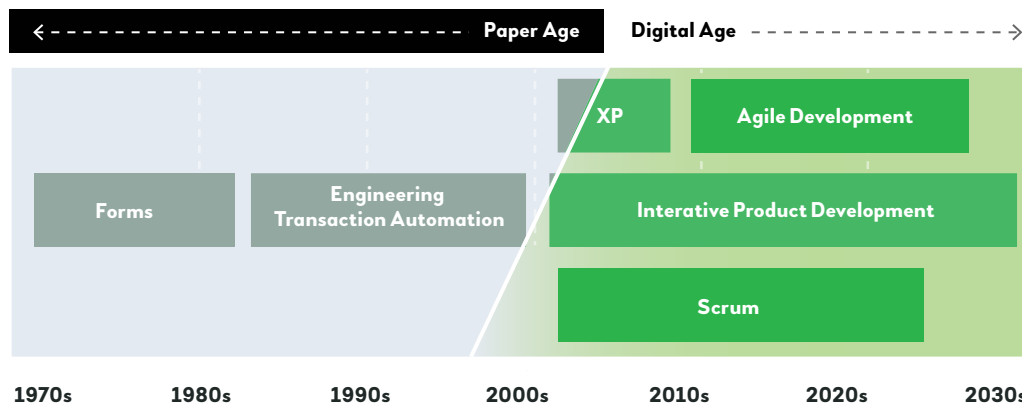 Paper Age
Digital Age
XP
Agile Development
Forms
Engineering
Transaction Automation
Interative Product Development
Scrum
1970s
1980s
1990s
2000s
2010s
2020s
2030s